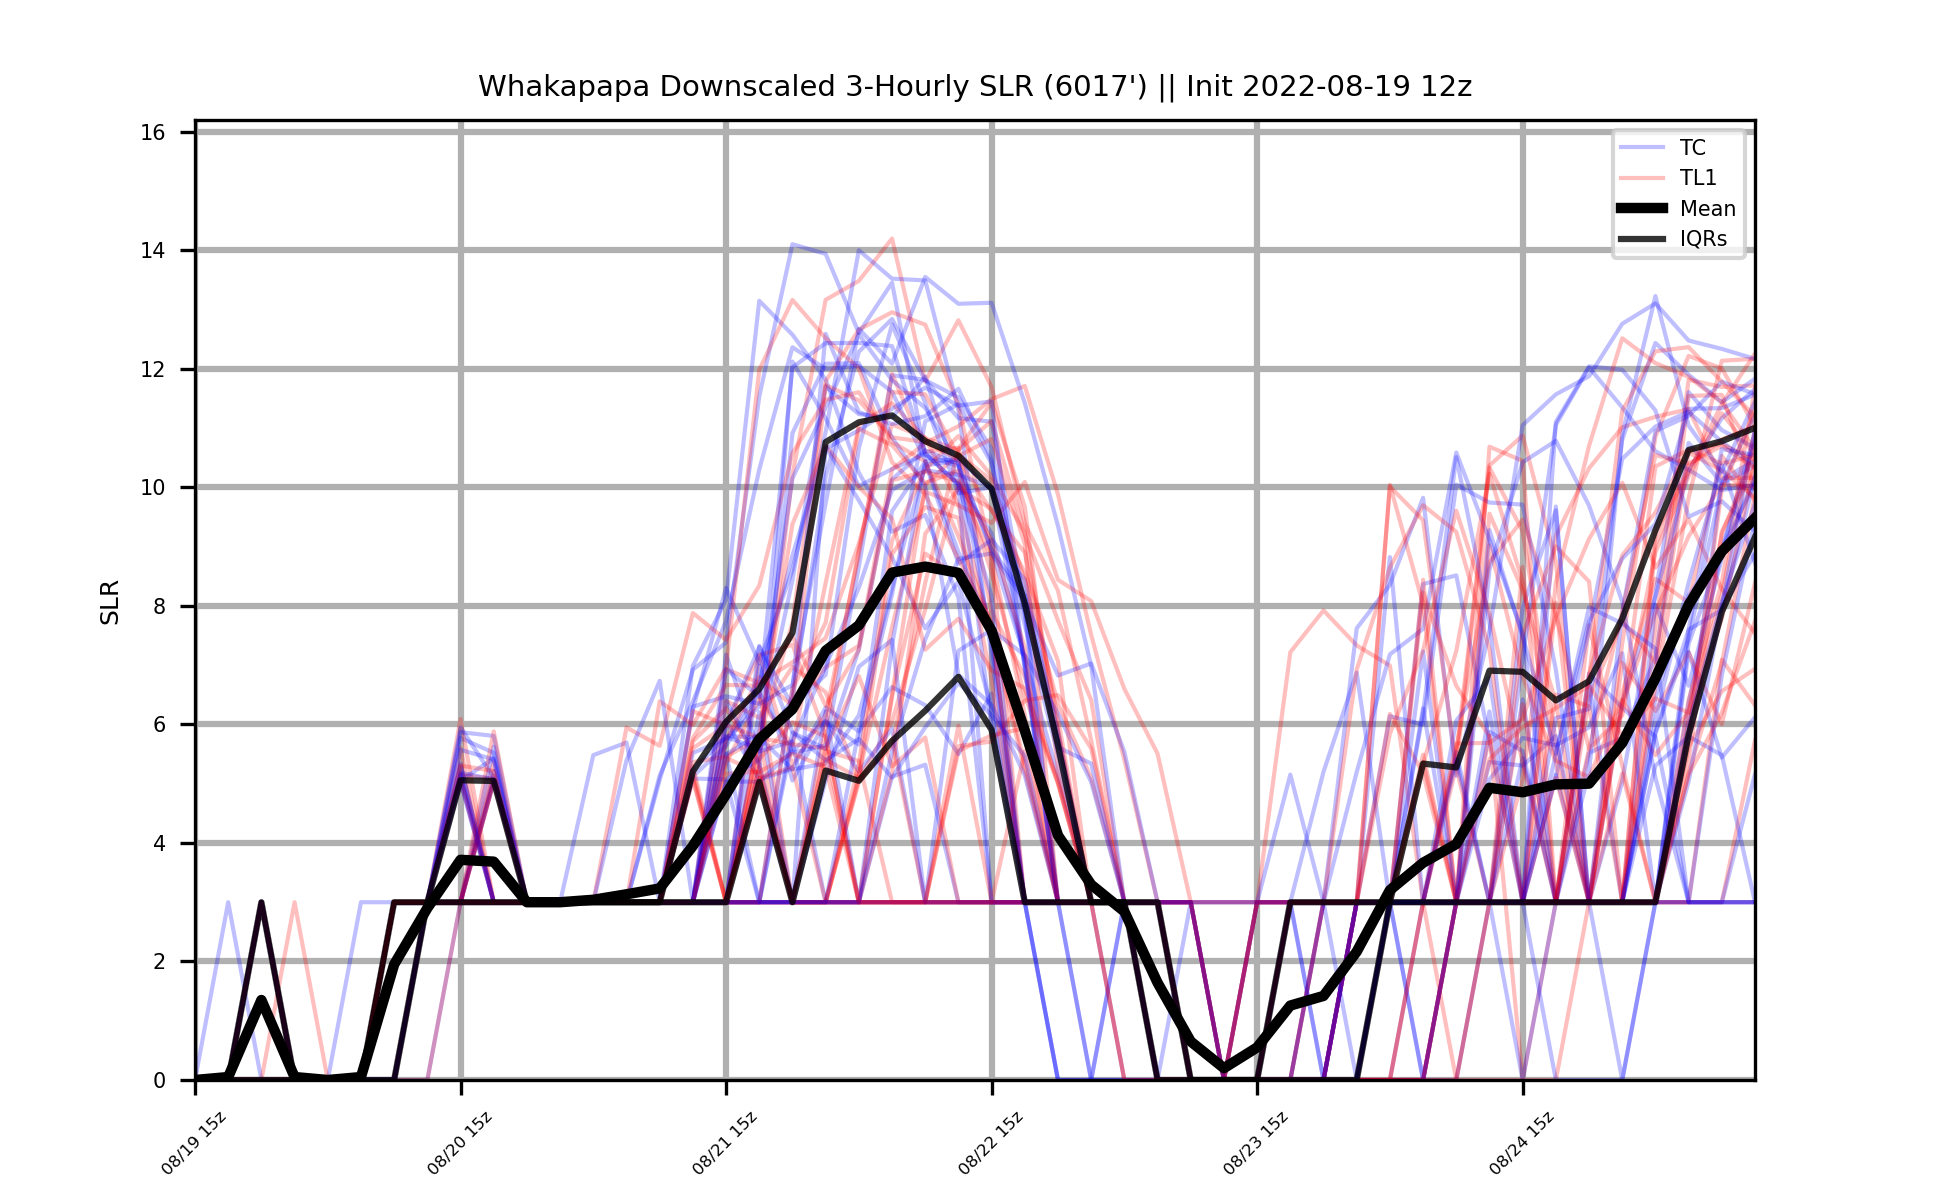 Whakapapa Downscaled 3-Hourly SLR (6017') || Init 2022-08-19 12z
TC
TL1
Mean
IQRs
SLR
16
14
12
10
8
6
4
2
0
08/19 15z
08/20 15z
08/21 15z
08/22 15z
08/23 15z
08/24 15z